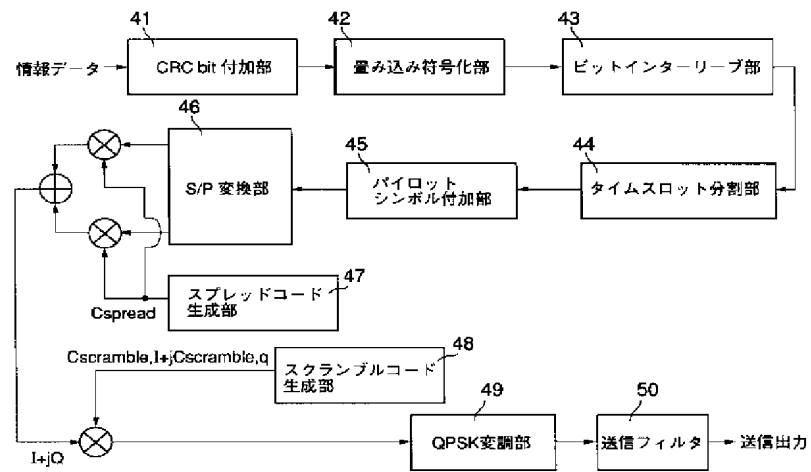 41
42
43
情報データ
CRC bit 付加部
畳み込み符号化部
ビットインターリーブ部
46
45
44
S/P 変換部
パイロット
シンボル付加部
タイムスロット分割部
47
スプレッドコード
生成部
Cspread
48
Cscramble,I+jCscramble,q
スクランブルコード
生成部
49
50
I+jQ
QPSK変調部
送信フィルタ
送信出力